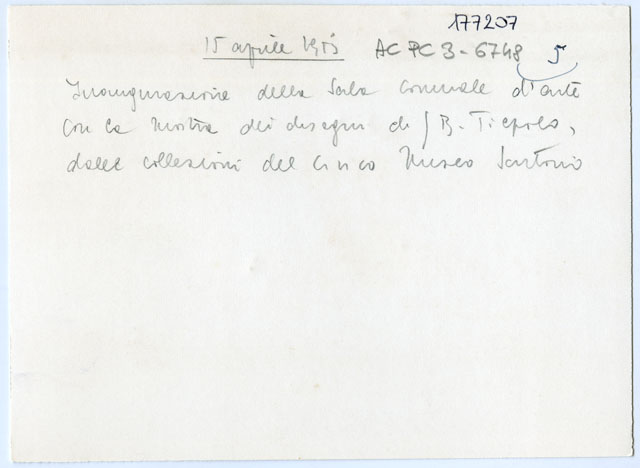 177207
15 aprile 1953 AC PC 3-6748 5
Inaugurazione della Sala Comunale d'arte
con la mostra dei disegni di G B. Tiepolo,
dalle collezioni del Civico Museo Sartorio